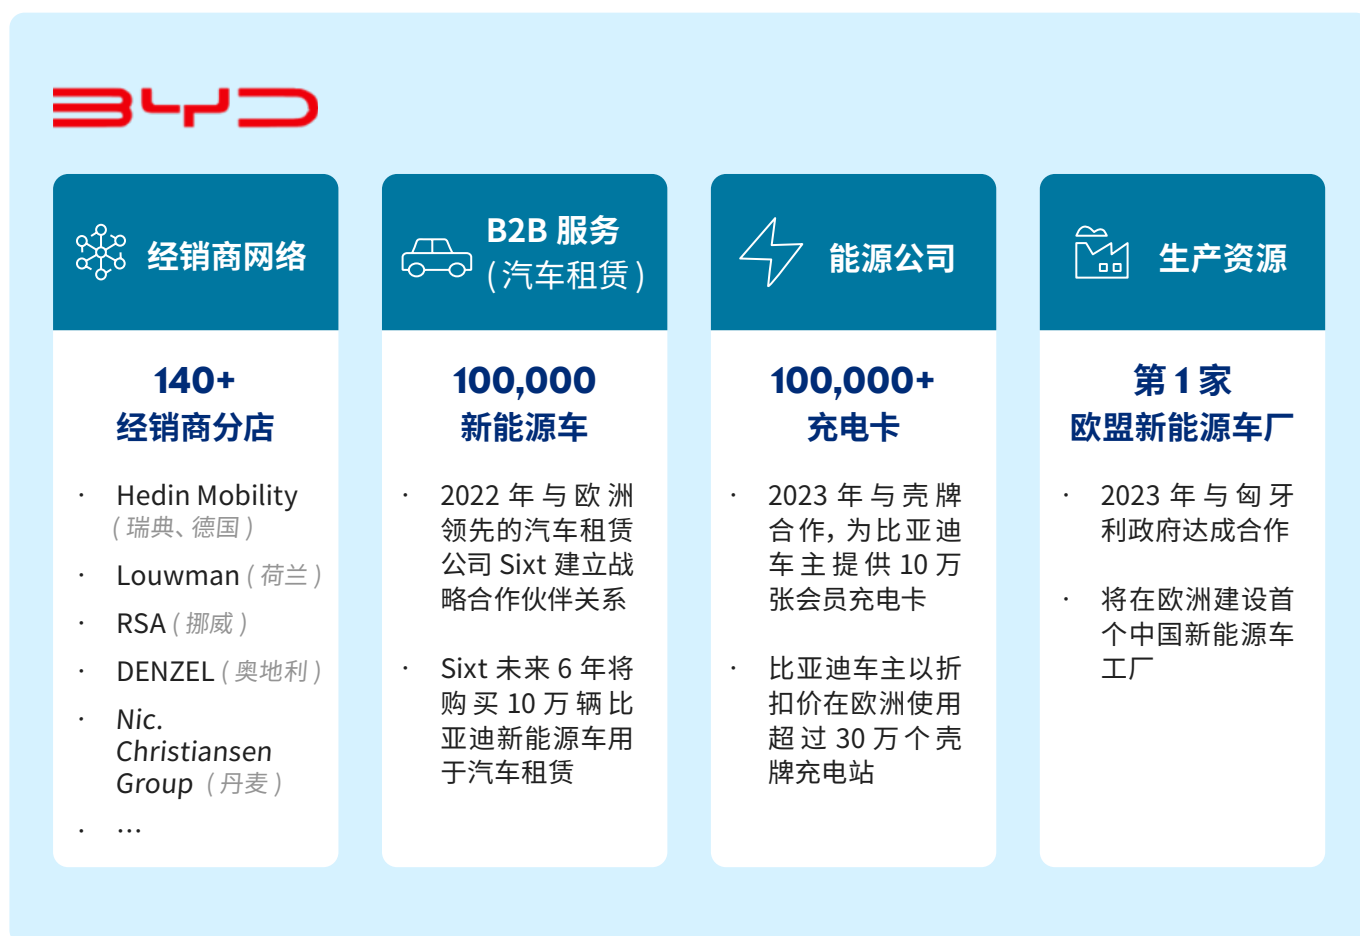 BYD
经销商网络
140+
经销商分店
· Hedin Mobility
( 瑞典、德国 )
· Louwman ( 荷兰 )
· RSA ( 挪威 )
· DENZEL ( 奥地利 )
· Nic.
Christiansen
Group ( 丹麦 )
· ...
B2B 服务
( 汽车租赁 )
100,000
新能源车
· 2022 年与欧洲
领先的汽车租赁
公司 Sixt 建立战
略合作伙伴关系
· Sixt 未来 6 年将
购买 10 万辆比
亚迪新能源车用
于汽车租赁
能源公司
100,000+
充电卡
· 2023 年与壳牌
合作，为比亚迪
车主提供 10 万
张会员充电卡
· 比亚迪车主以折
扣价在欧洲使用
超过 30 万个壳
牌充电站
生产资源
第 1 家
欧盟新能源车厂
· 2023 年与匈牙
利政府达成合作
· 将在欧洲建设首
个中国新能源车
工厂